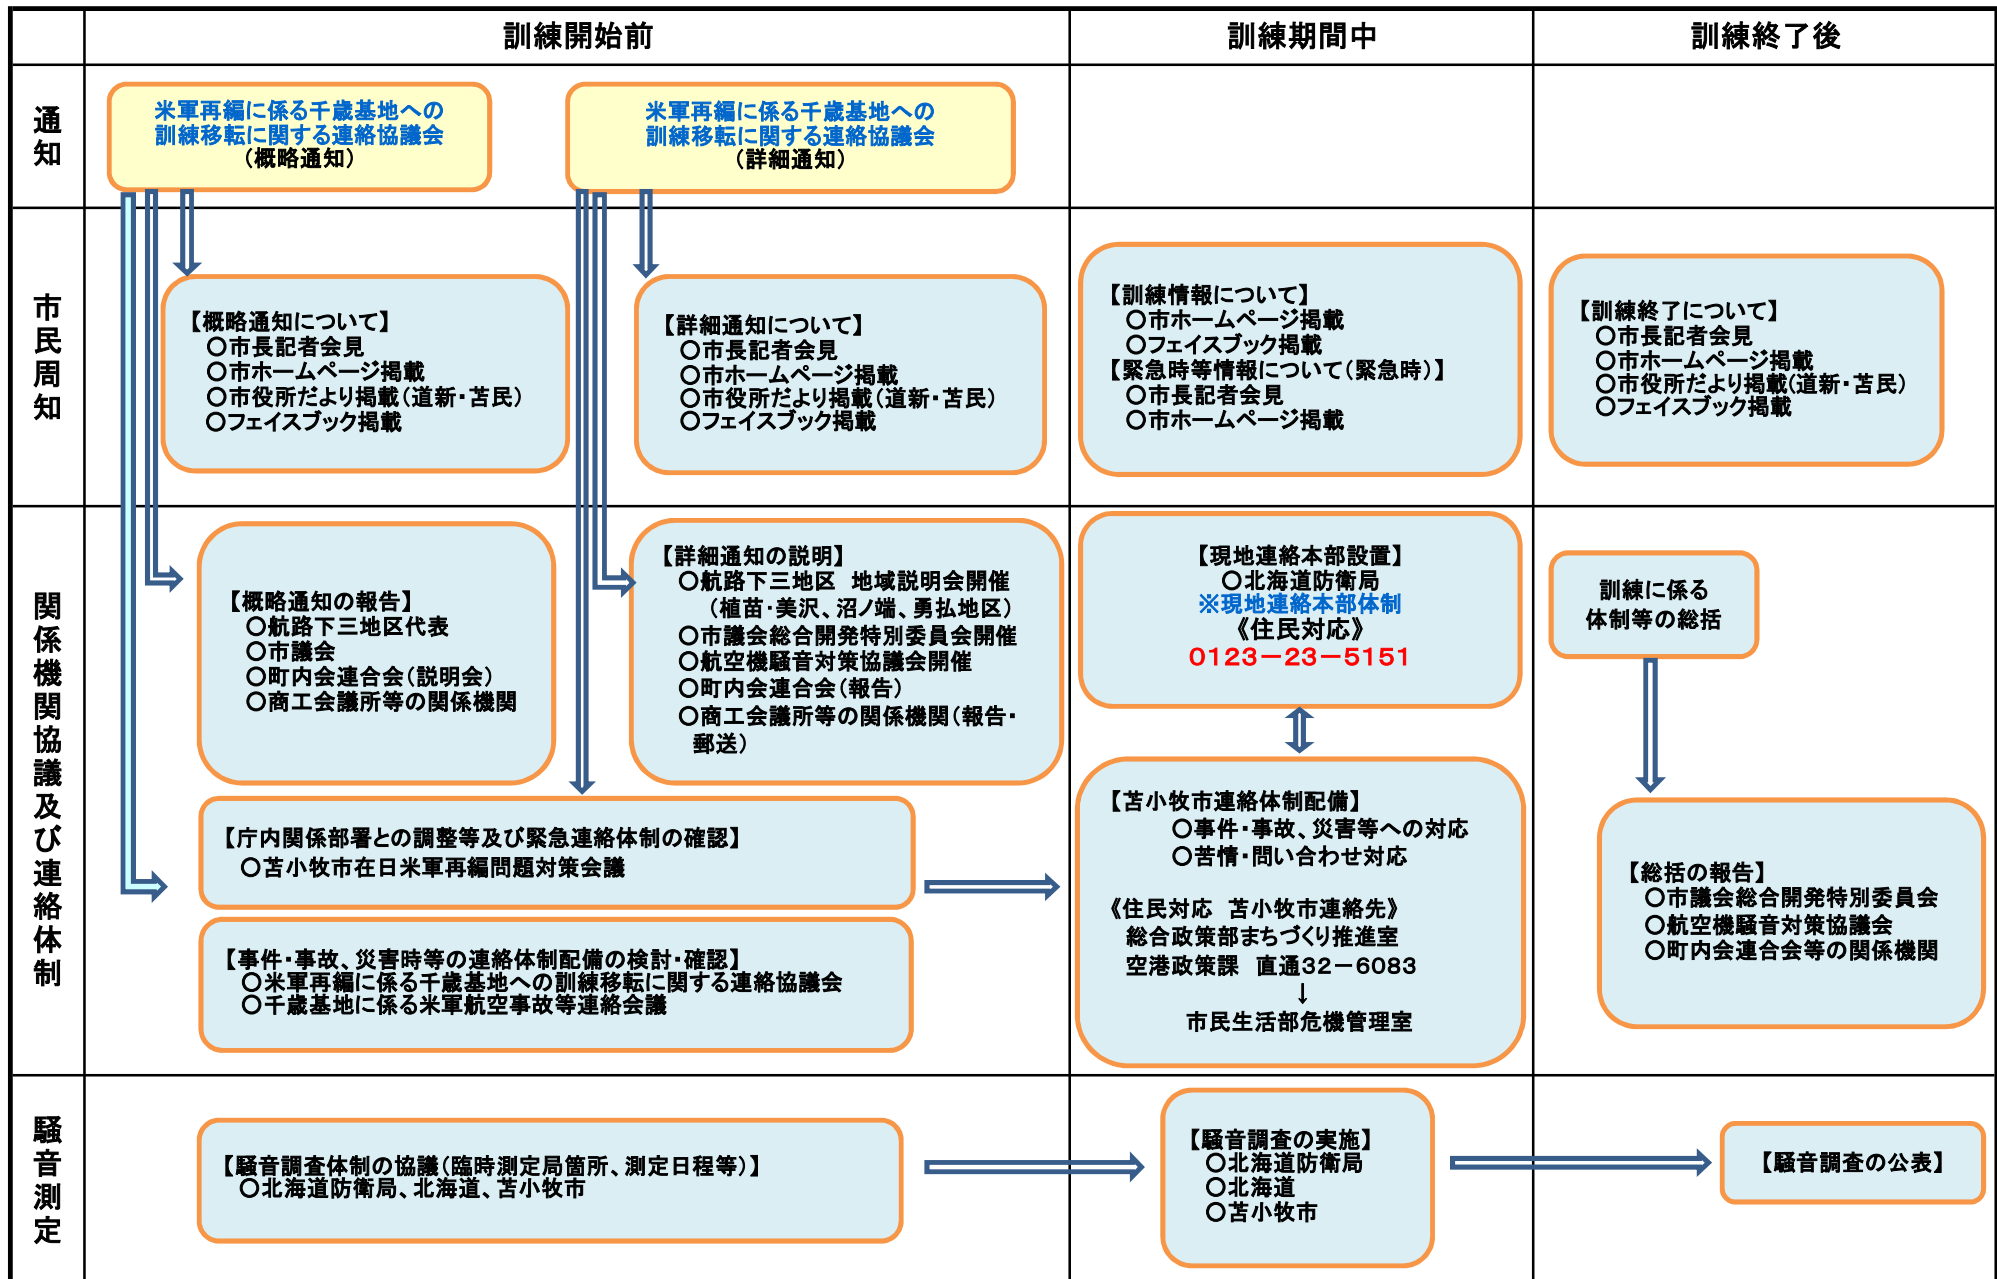 訓練開始前
訓練期間中
訓練終了後
通知
米軍再編に係る千歳基地への
訓練移転に関する連絡協議会
（概略通知）
米軍再編に係る千歳基地への
訓練移転に関する連絡協議会
（詳細通知）
市民周知
【概略通知について】
○市長記者会見
○市ホームページ掲載
○市役所だより掲載（道新・苫民）
○フェイスブック掲載
【詳細通知について】
○市長記者会見
○市ホームページ掲載
○市役所だより掲載（道新・苫民）
○フェイスブック掲載
【訓練情報について】
○市ホームページ掲載
○フェイスブック掲載
【緊急時等情報について（緊急時）】
○市長記者会見
○市ホームページ掲載
【訓練終了について】
○市長記者会見
○市ホームページ掲載
○市役所だより掲載（道新・苫民）
○フェイスブック掲載
関係機関協議及び連絡体制
【概略通知の報告】
○航路下三地区代表
○市議会
○町内会連合会（説明会）
○商工会議所等の関係機関
【詳細通知の説明】
○航路下三地区　地域説明会開催
（植苗・美沢、沼ノ端、勇払地区）
○市議会総合開発特別委員会開催
○航空機騒音対策協議会開催
○町内会連合会（報告）
○商工会議所等の関係機関（報告・
郵送）
【庁内関係部署との調整等及び緊急連絡体制の確認】
○苫小牧市在日米軍再編問題対策会議
【事件・事故、災害時等の連絡体制配備の検討・確認】
○米軍再編に係る千歳基地への訓練移転に関する連絡協議会
○千歳基地に係る米軍航空事故等連絡会議
【現地連絡本部設置】
○北海道防衛局
※現地連絡本部体制
《住民対応》
０１２３－２３－５１５１
【苫小牧市連絡体制配備】
○事件・事故、災害等への対応
○苦情・問い合わせ対応
《住民対応　苫小牧市連絡先》
総合政策部まちづくり推進室
空港政策課　直通３２－６０８３
↓
市民生活部危機管理室
訓練に係る
体制等の総括
【総括の報告】
○市議会総合開発特別委員会
○航空機騒音対策協議会
○町内会連合会等の関係機関
騒音測定
【騒音調査体制の協議（臨時測定局箇所、測定日程等）】
○北海道防衛局、北海道、苫小牧市
【騒音調査の実施】
○北海道防衛局
○北海道
○苫小牧市
【騒音調査の公表】